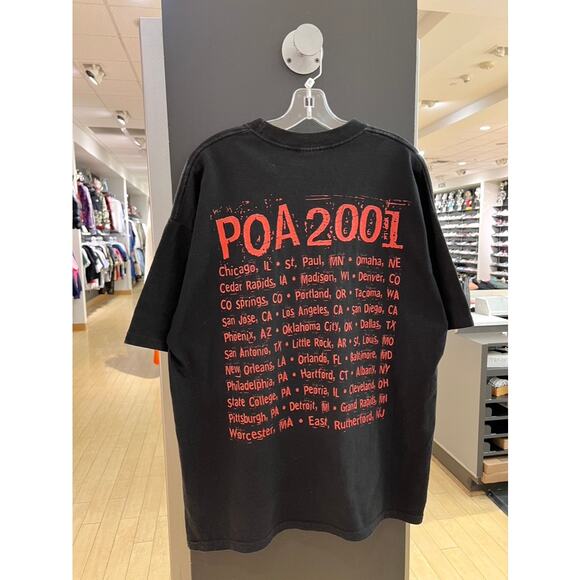 POA 2001
Chicago, IL • St. Paul, MN • Omaha, NE
Cedar Rapids, IA • Madison, WI • Denver, CO
CO Springs, CO • Portland, OR • Tacoma, WA
San Jose, CA • Los Angeles, CA • San Diego, CA
Phoenix, AZ • Oklahoma City, OK • Dallas, TX
San Antonio, TX • Little Rock, AR • St. Louis, MO
New Orleans, LA • Orlando, FL • Baltimore, MD
Philadelphia, PA • Hartford, CT • Albany, NY
State College, PA • Peoria, IL • Cleveland, OH
Pittsburgh, PA • Detroit, MI • Grand Rapids, MI
Worcester, MA • East, Rutherford, NJ